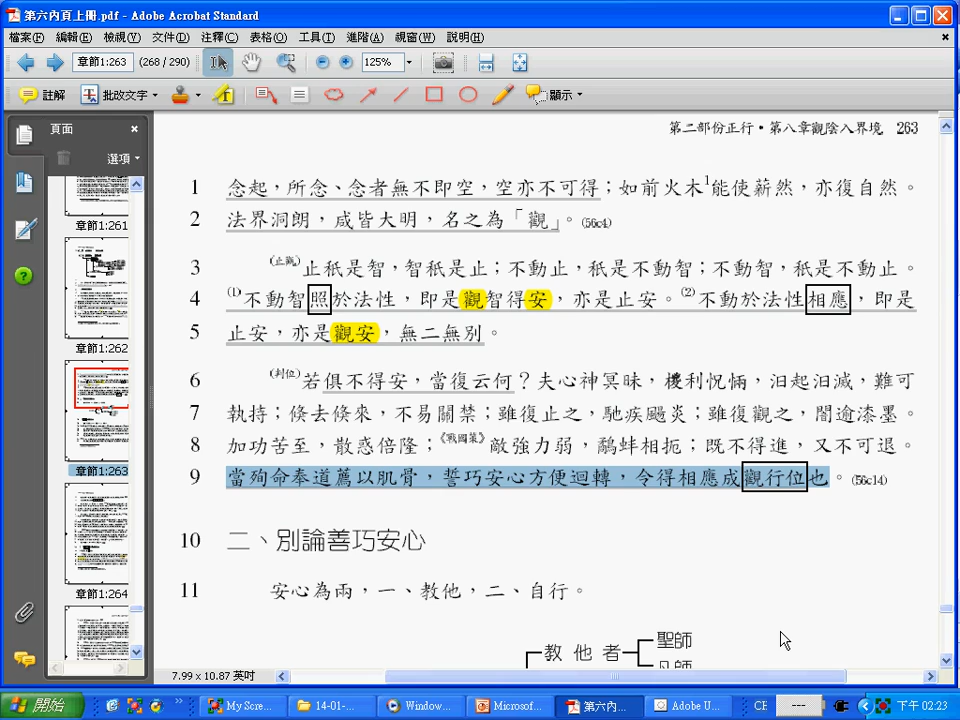 第六內頁上冊.pdf - Adobe Acrobat Standard
檔案(F) 編輯(E) 檢視(V) 文件(D) 注釋(C) 表格(O) 工具(T) 進階(A) 視窗(W) 說明(H)
章節1:263 (268 / 290) 125%
註解 批改文字 顯示
頁面
選項
章節1:261
章節1:262
章節1:263
章節1:264
第二部份正行・第八章觀陰入界境 263
1 念起，所念、念者無不即空，空亦不可得；如前火木1能使薪然，亦復自然。
2 法界洞朗，咸皆大明，名之為「觀」。(56c4)
3 (止觀)止秖是智，智秖是止；不動止，秖是不動智；不動智，秖是不動止。
4 (1)不動智照於法性，即是觀智得安，亦是止安。(2)不動於法性相應，即是
5 止安，亦是觀安，無二無別。
6 (對位)若俱不得安，當復云何？夫心神冥昧，椶利怳㥃，汩起汩滅，難可
7 執持；倏去倏來，不易關禁；雖復止之，馳疾颺炎；雖復觀之，闇逾漆墨。
8 加功苦至，散惑倍隆；《戰國策》敵強力弱，鷸蚌相扼；既不得進，又不可退。
9 當殉命奉道薦以肌骨，誓巧安心方便迴轉，令得相應成觀行位也。(56c14)
10 二、別論善巧安心
11 安心為兩，一、教他，二、自行。
教他者 聖師
凡師
7.99 x 10.87 英吋
開始 My Scre... 14-01-... Window... Microsof... 第六內... Adobe U... CH 下午 02:23